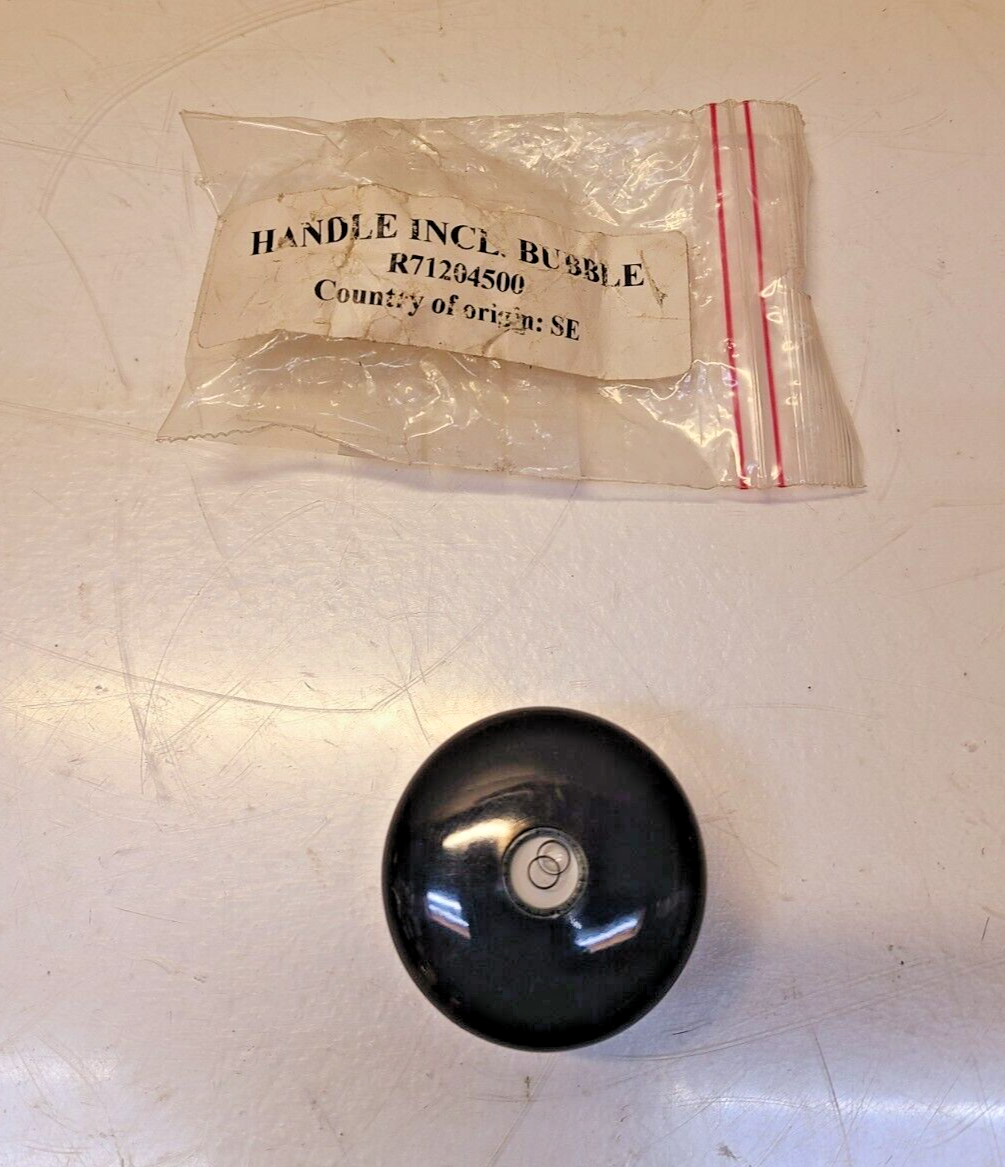 HANDLE INCL. BUBBLE
R71204500
Country of origin: SE